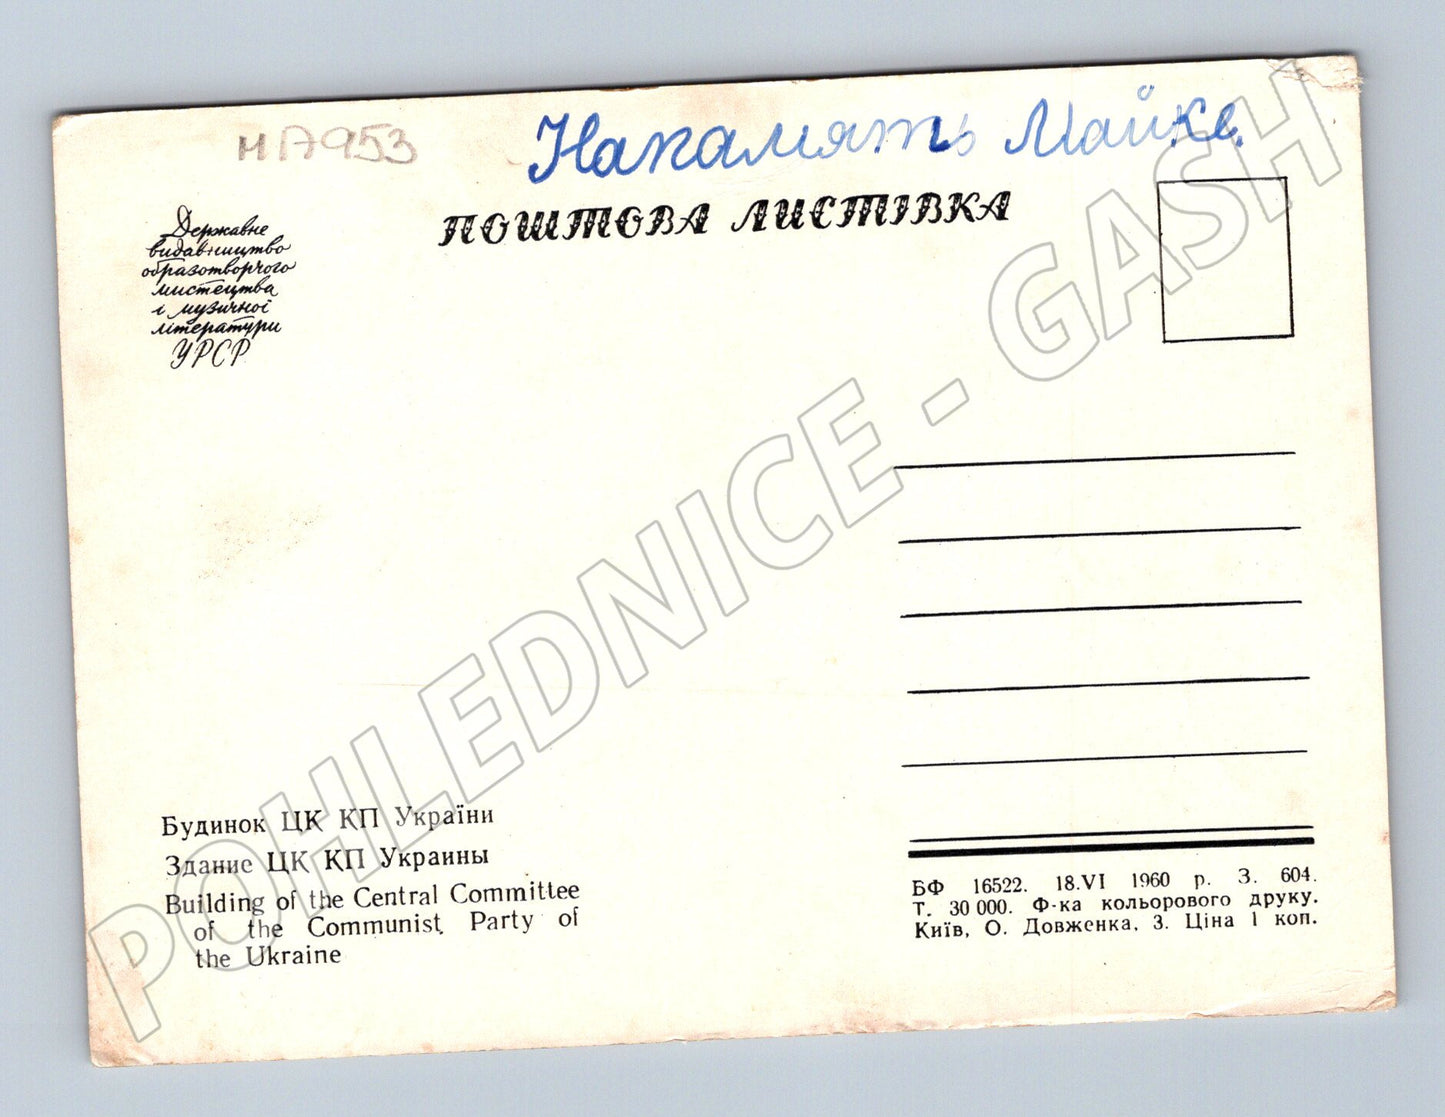 НА953
Напамять Майке.
ПОШТОВА ЛИСТІВКА
Державне
видавництво
образотворчого
мистецтва
і музичної
літератури
УРСР
POHLEDNICE - GASH
Будинок ЦК КП України
Здание ЦК КП Украины
Building of the Central Committee
of the Communist Party of
the Ukraine
БФ 16522. 18.VI 1960 р. З. 604.
Т. 30 000. Ф-ка кольорового друку.
Київ, О. Довженка, 3. Ціна 1 коп.